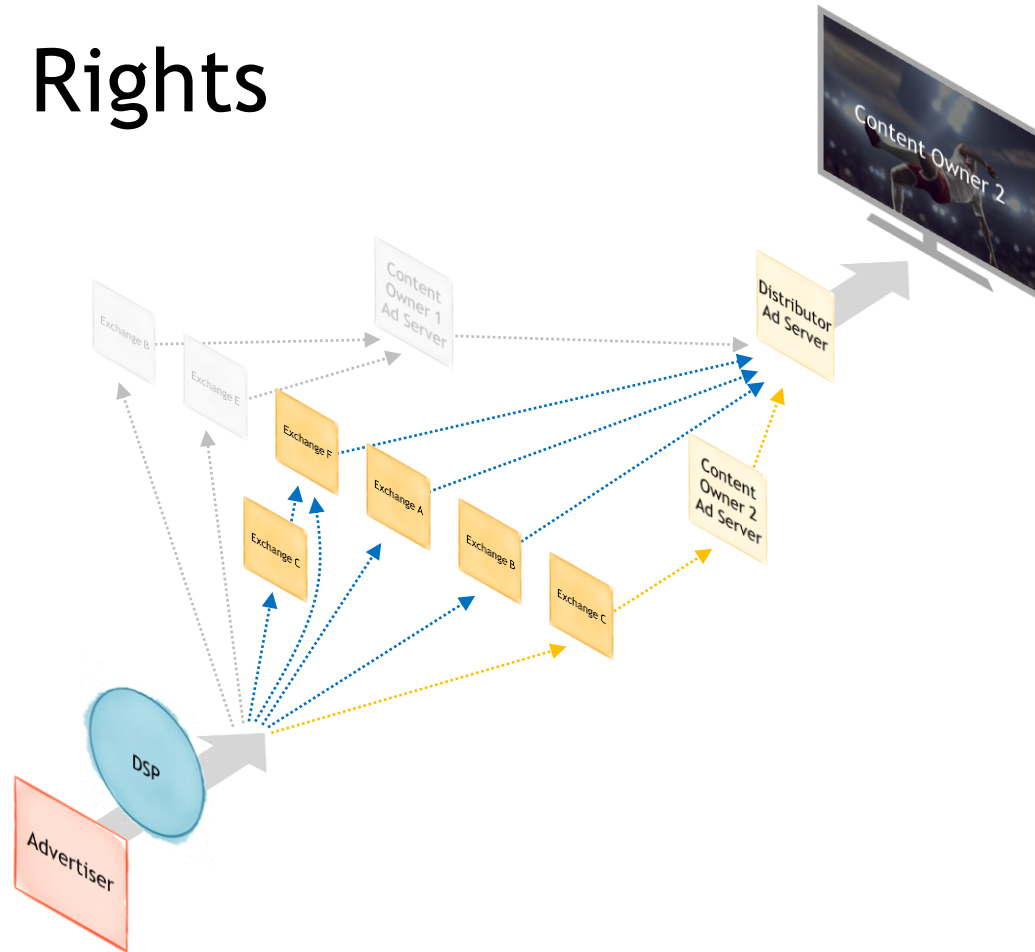 Rights
Content Owner 2
Content
Owner 1
Ad Server
Distributor
Ad Server
Exchange B
Exchange E
Exchange F
Exchange A
Content
Owner 2
Ad Server
Exchange C
Exchange B
Exchange C
DSP
Advertiser